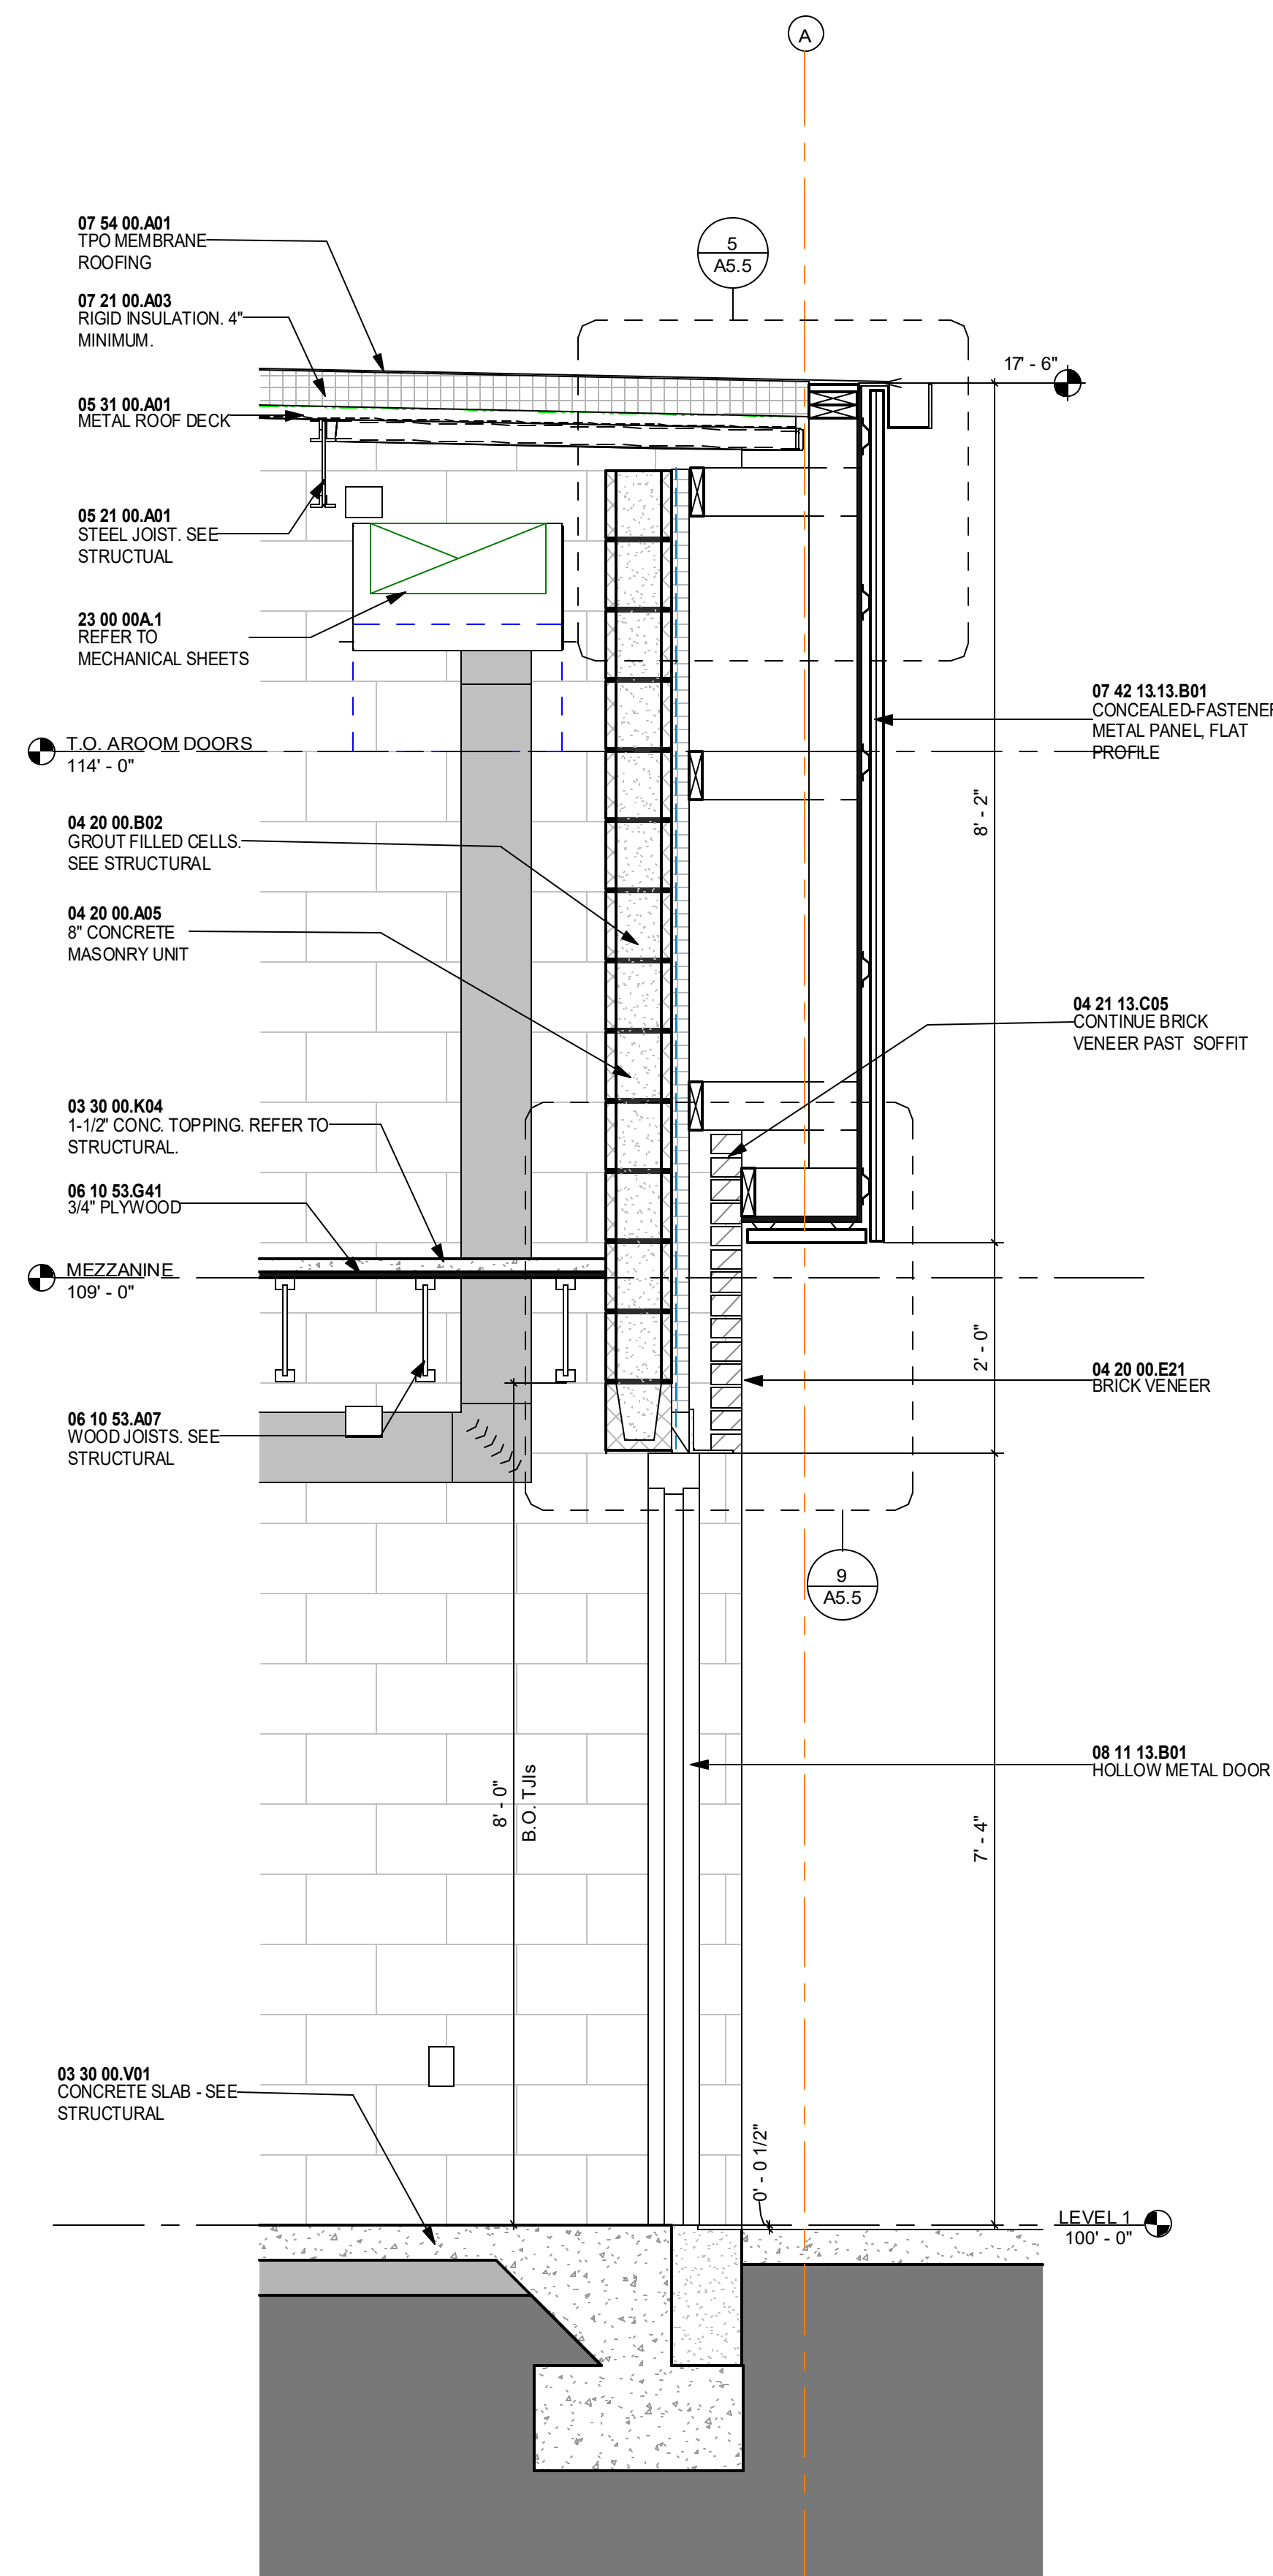 A
5
A5.5
07 54 00.A01
TPO MEMBRANE
ROOFING
07 21 00.A03
RIGID INSULATION. 4"
MINIMUM.
17' - 6"
05 31 00.A01
METAL ROOF DECK
05 21 00.A01
STEEL JOIST. SEE
STRUCTUAL
23 00 00A.1
REFER TO
MECHANICAL SHEETS
07 42 13.13.B01
CONCEALED-FASTENER
METAL PANEL, FLAT
PROFILE
T.O. AROOM DOORS
114' - 0"
8' - 2"
04 20 00.B02
GROUT FILLED CELLS.
SEE STRUCTURAL
04 20 00.A05
8" CONCRETE
MASONRY UNIT
04 21 13.C05
CONTINUE BRICK
VENEER PAST SOFFIT
03 30 00.K04
1-1/2" CONC. TOPPING. REFER TO
STRUCTURAL.
06 10 53.G41
3/4" PLYWOOD
MEZZANINE
109' - 0"
2' - 0"
04 20 00.E21
BRICK VENEER
06 10 53.A07
WOOD JOISTS. SEE
STRUCTURAL
9
A5.5
08 11 13.B01
HOLLOW METAL DOOR
8' - 0"
B.O. TJIs
7' - 4"
03 30 00.V01
CONCRETE SLAB - SEE
STRUCTURAL
0' - 0 1/2"
LEVEL 1
100' - 0"